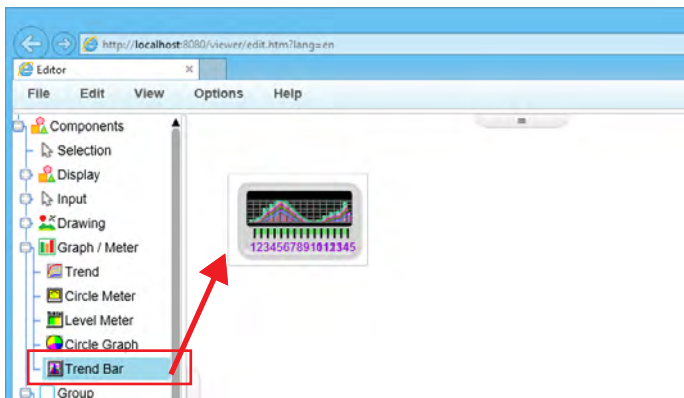 http://localhost:8080/viewer/edit.htm?lang=en
Editor
File Edit View Options Help
Components
Selection
Display
Input
Drawing
Graph / Meter
Trend
Circle Meter
Level Meter
Circle Graph
Trend Bar
Group